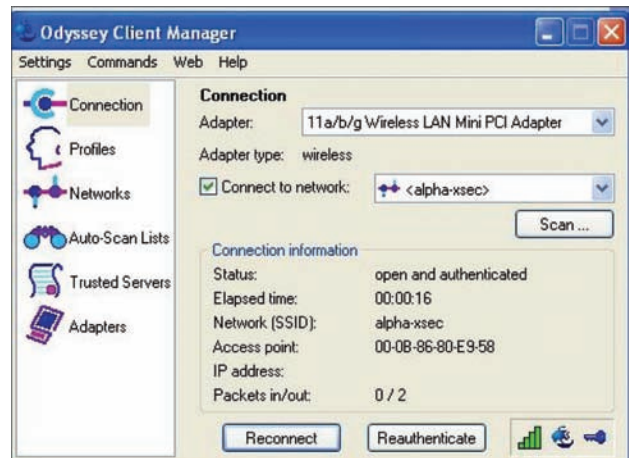 Odyssey Client Manager
Settings Commands Web Help
Connection
Profiles
Networks
Auto-Scan Lists
Trusted Servers
Adapters
Connection
Adapter: 11a/b/g Wireless LAN Mini PCI Adapter
Adapter type: wireless
Connect to network: <alpha-xsec>
Scan ...
Connection information
Status: open and authenticated
Elapsed time: 00:00:16
Network (SSID): alpha-xsec
Access point: 00-0B-86-80-E9-58
IP address:
Packets in/out: 0 / 2
Reconnect Reauthenticate